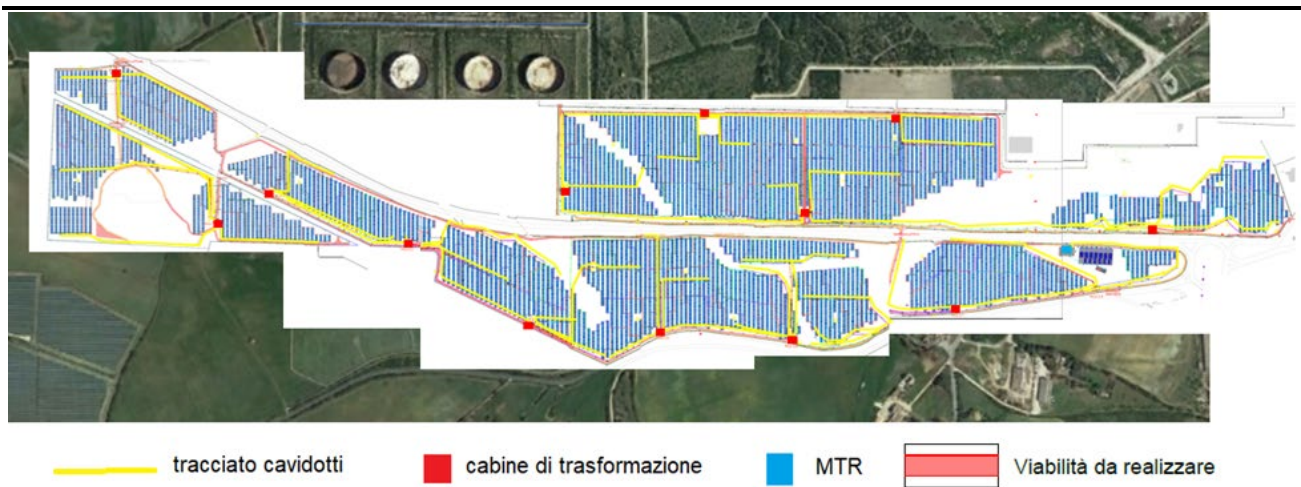 tracciato cavidotti
cabine di trasformazione
MTR
Viabilità da realizzare